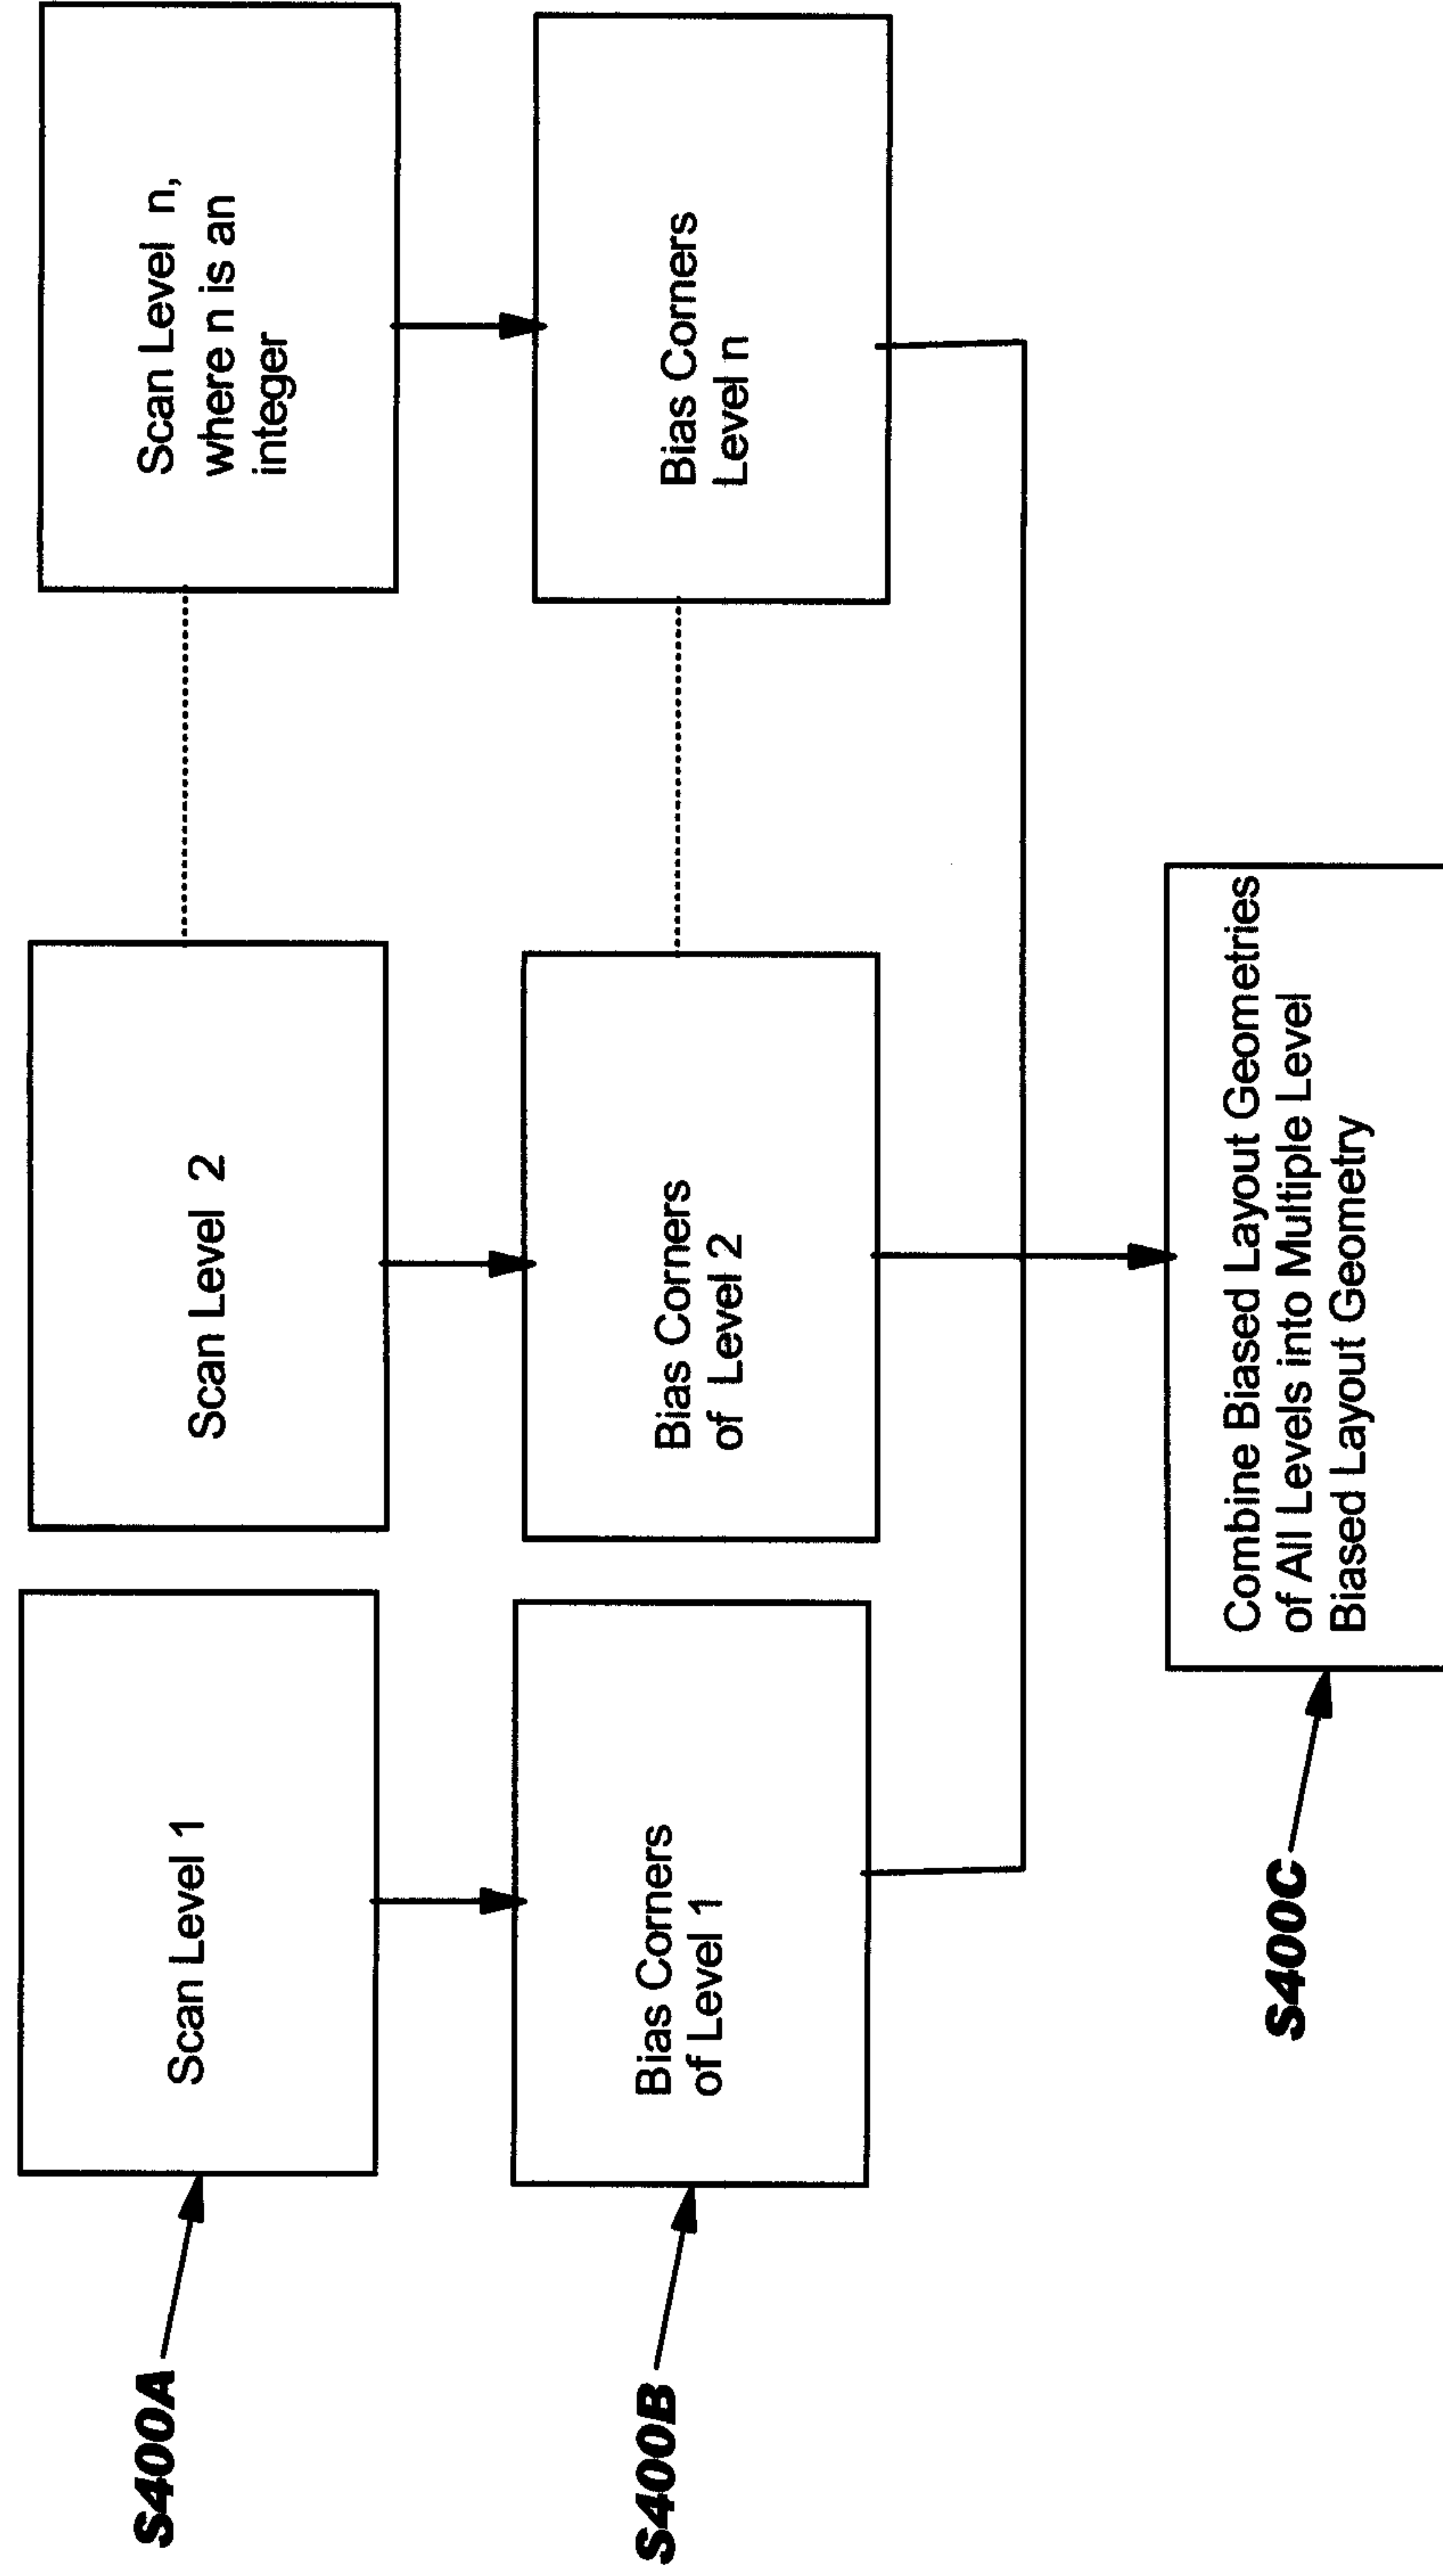 S400A
Scan Level 1
Scan Level 2
Scan Level n,
where n is an
integer
S400B
Bias Corners
of Level 1
Bias Corners
of Level 2
Bias Corners
Level n
S400C
Combine Biased Layout Geometries
of All Levels into Multiple Level
Biased Layout Geometry